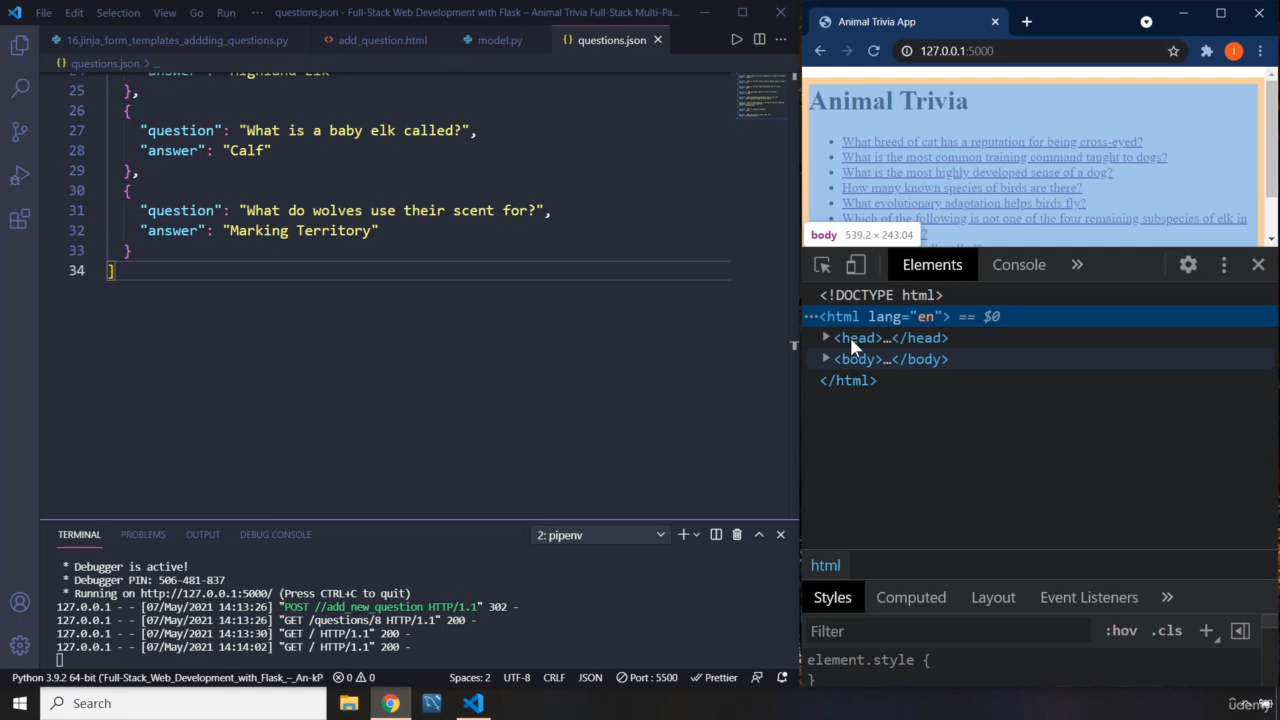 File Edit Selection View Go Run ··· questions.json - Full-Stack Web Development with Flask – Animal Trivia Full-Stack Multi-Pa...
16.jinja_form_templates_addding_questions.py add_question.html model.py questions.json
questions.json > ...
25 },
26
27 "question": "What is a baby elk called?",
28 "answer": "Calf"
29 },
30 {
31 "question": "What do wolves use their scent for?",
32 "answer": "Marking Territory"
33 }
34 ]
TERMINAL PROBLEMS OUTPUT DEBUG CONSOLE 2: pipenv
* Debugger is active!
* Debugger PIN: 506-481-837
* Running on http://127.0.0.1:5000/ (Press CTRL+C to quit)
127.0.0.1 - - [07/May/2021 14:13:26] "POST //add_new_question HTTP/1.1" 302 -
127.0.0.1 - - [07/May/2021 14:13:26] "GET /questions/8 HTTP/1.1" 200 -
127.0.0.1 - - [07/May/2021 14:13:30] "GET / HTTP/1.1" 200 -
127.0.0.1 - - [07/May/2021 14:14:02] "GET / HTTP/1.1" 200 -
Python 3.9.2 64-bit Full-Stack_Web_Development_with_Flask_–_An-kP 0 0 Spaces: 2 UTF-8 CRLF JSON Port : 5500 Prettier
Search
Animal Trivia App
127.0.0.1:5000
I
Animal Trivia
What breed of cat has a reputation for being cross-eyed?
What is the most common training command taught to dogs?
What is the most highly developed sense of a dog?
How many known species of birds are there?
What evolutionary adaptation helps birds fly?
Which of the following is not one of the four remaining subspecies of elk in
body 539.2 × 243.04
Elements Console »
<!DOCTYPE html>
···<html lang="en"> == $0
<head>…</head>
<body>…</body>
</html>
html
Styles Computed Layout Event Listeners »
Filter :hov .cls +
element.style {
}
udemy